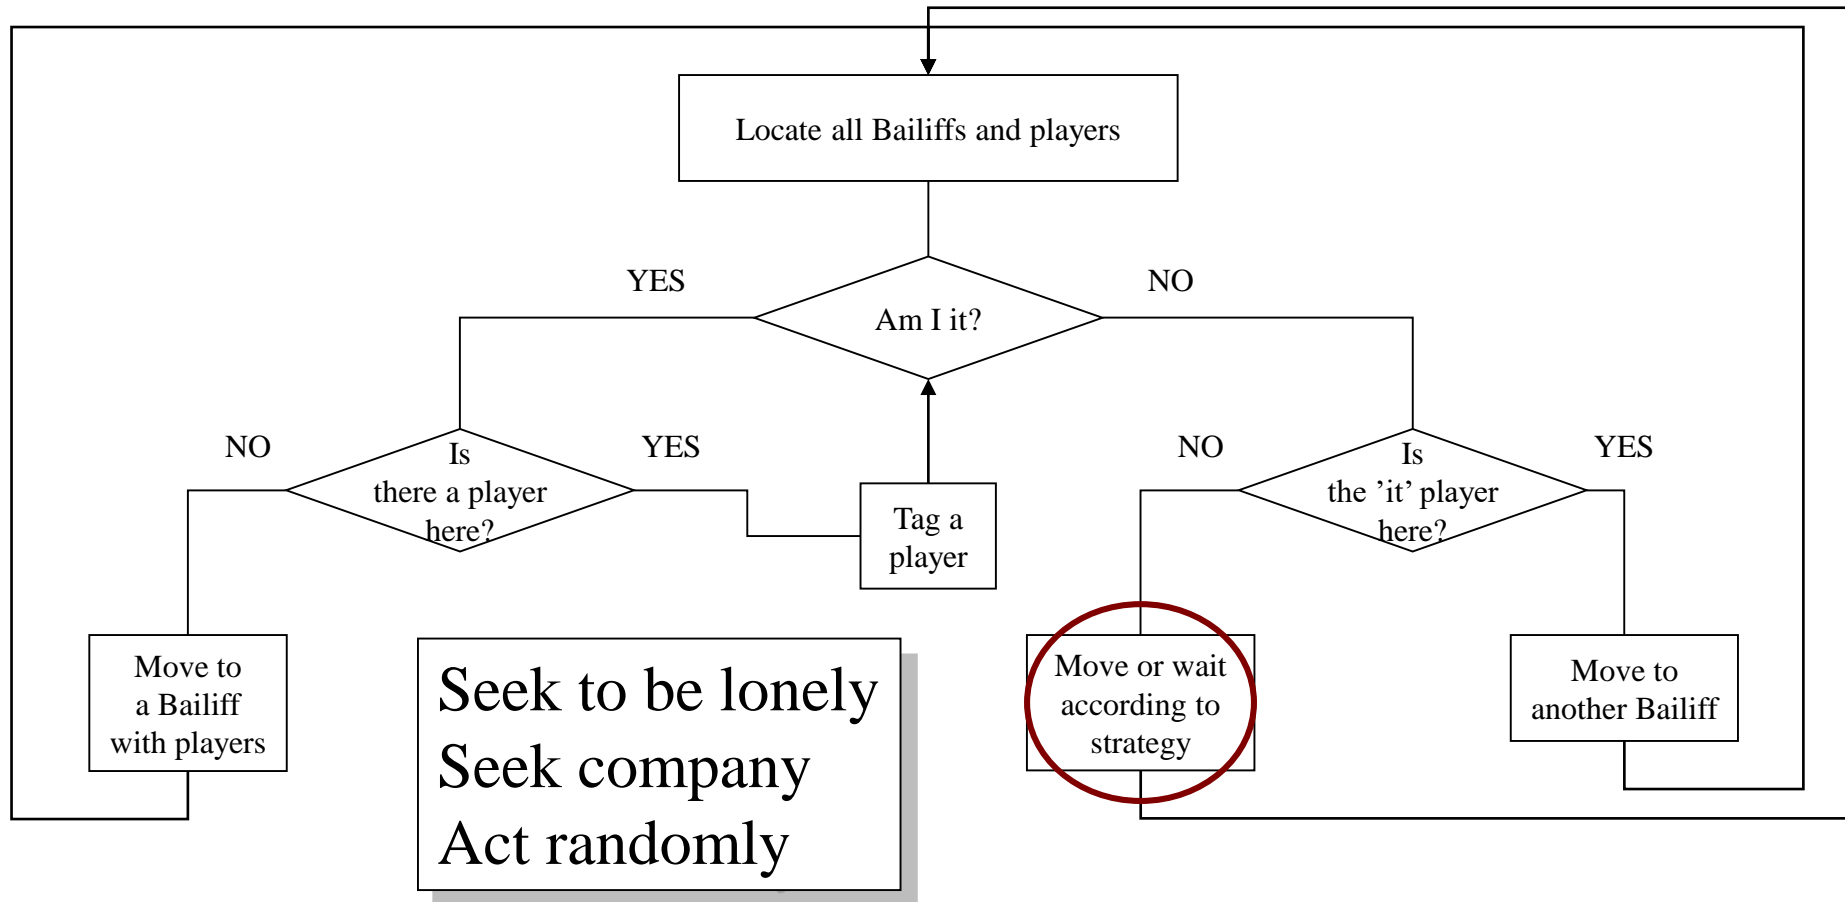 Locate all Bailiffs and players
YES
NO
Am I it?
NO
Is
there a player
here?
YES
Tag a
player
NO
Is
the ’it’ player
here?
YES
Move to
a Bailiff
with players
Seek to be lonely
Seek company
Act randomly
Move or wait
according to
strategy
Move to
another Bailiff